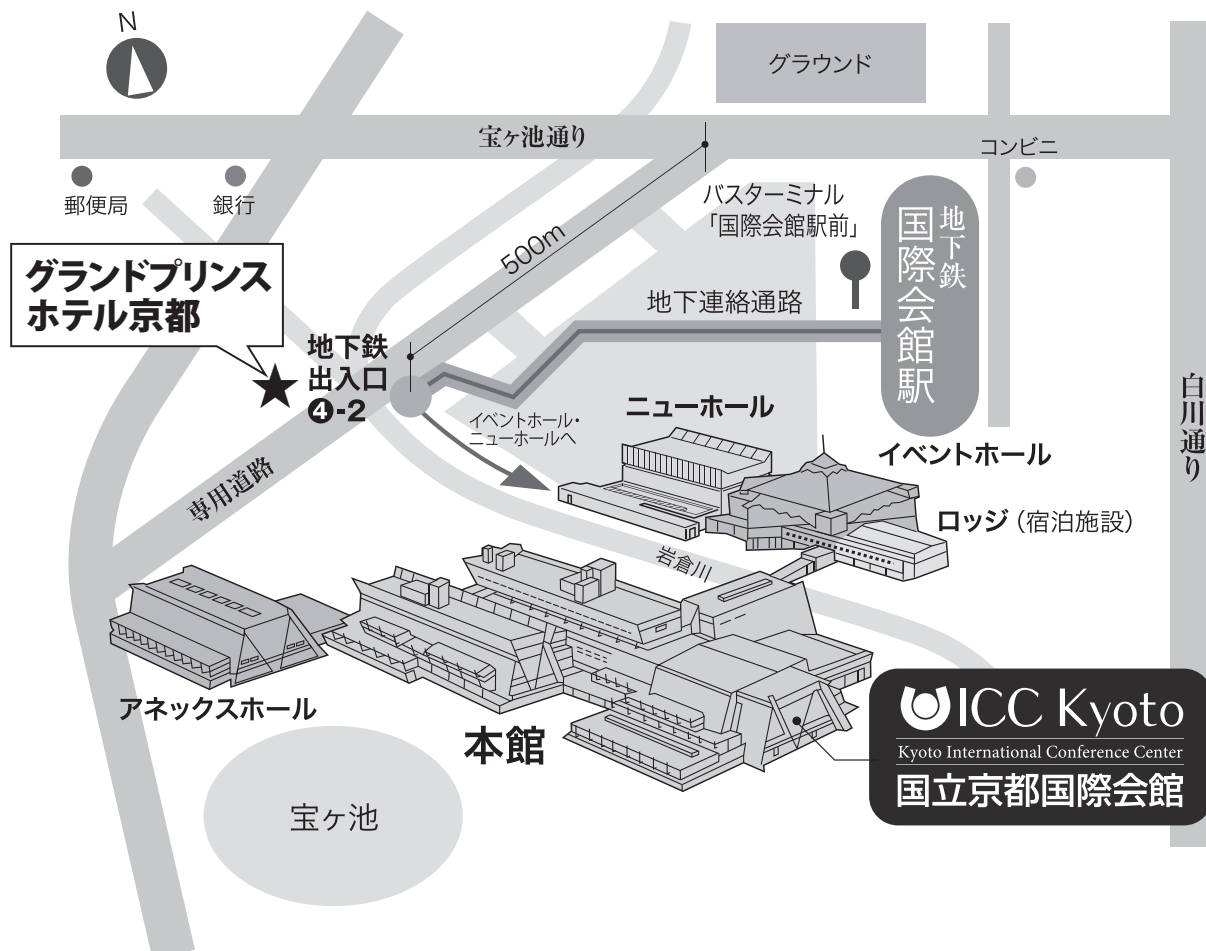 N
グラウンド
宝ヶ池通り
コンビニ
郵便局
銀行
バスターミナル
「国際会館駅前」
地下鉄
国際会館駅
500m
グランドプリンス
ホテル京都
地下連絡通路
地下鉄
出入口
❹-2
白川通り
イベントホール・
ニューホールへ
ニューホール
イベントホール
専用道路
ロッジ(宿泊施設)
岩倉川
アネックスホール
本館
ICC Kyoto
Kyoto International Conference Center
国立京都国際会館
宝ヶ池